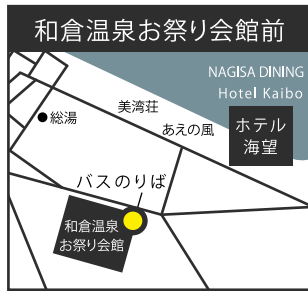 和倉温泉お祭り会館前
NAGISA DINING
Hotel Kaibo
美湾荘
総湯
あえの風
ホテル
海望
バスのりば
和倉温泉
お祭り会館